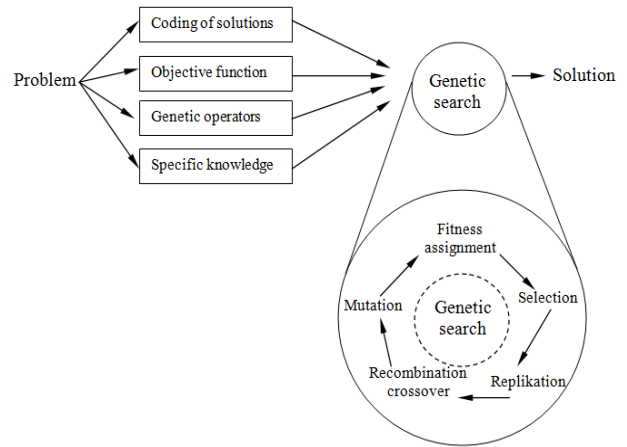 Coding of solutions
Problem
Objective function
Genetic operators
Specific knowledge
Genetic
search
Solution
Fitness
assignment
Selection
Replikation
Recombination
crossover
Mutation
Genetic
search